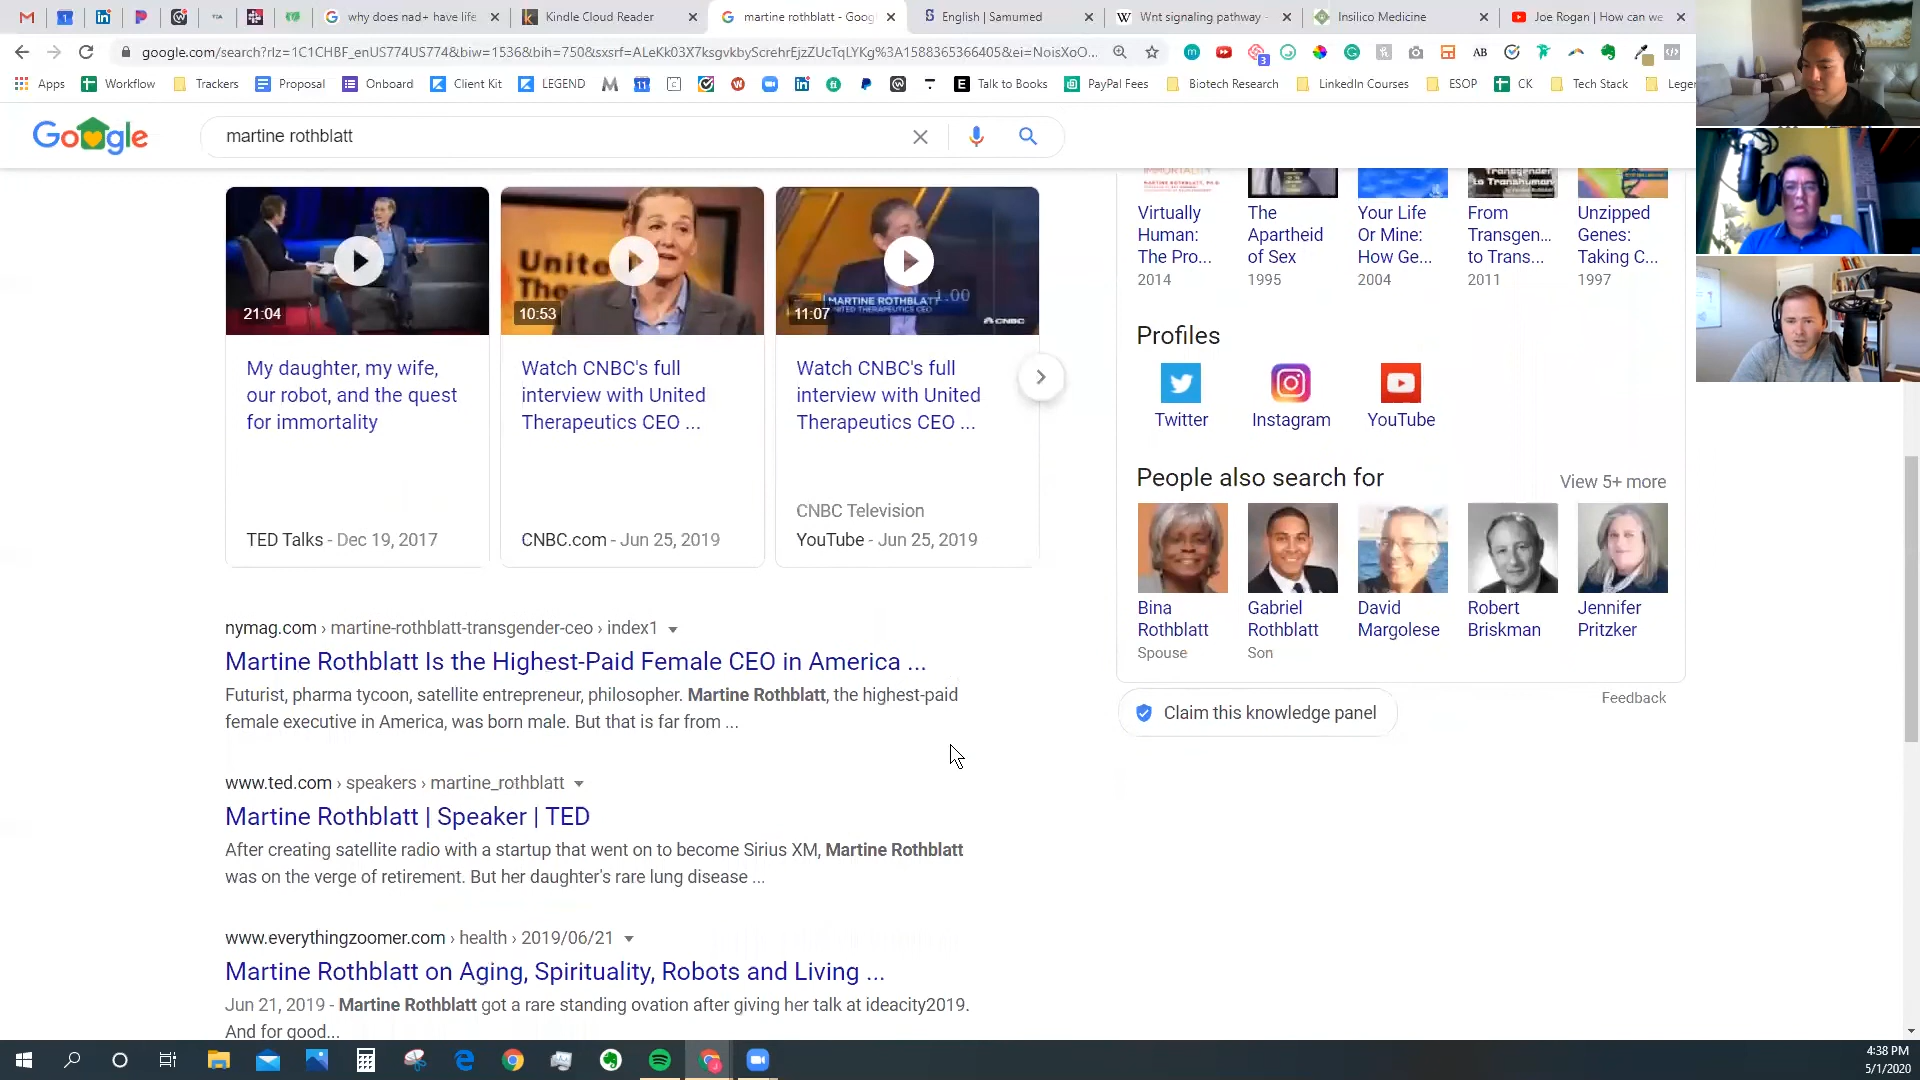 why does nad+ have life
Kindle Cloud Reader
martine rothblatt - Goog
English | Samumed
Wnt signaling pathway -
Insilico Medicine
Joe Rogan | How can we
google.com/search?rlz=1C1CHBF_enUS774US774&biw=1536&bih=750&sxsrf=ALeKk03X7ksgvkbyScrehrEjzZUcTqLYKg%3A1588365366405&ei=NoisXoO...
Apps
Workflow
Trackers
Proposal
Onboard
Client Kit
LEGEND
Talk to Books
PayPal Fees
Biotech Research
LinkedIn Courses
ESOP
CK
Tech Stack
Leger
Google
martine rothblatt
21:04
My daughter, my wife,
our robot, and the quest
for immortality
TED Talks - Dec 19, 2017
10:53
Watch CNBC's full
interview with United
Therapeutics CEO ...
CNBC.com - Jun 25, 2019
MARTINE ROTHBLATT
UNITED THERAPEUTICS CEO
1.00
CNBC
11:07
Watch CNBC's full
interview with United
Therapeutics CEO ...
CNBC Television
YouTube - Jun 25, 2019
nymag.com › martine-rothblatt-transgender-ceo › index1
Martine Rothblatt Is the Highest-Paid Female CEO in America ...
Futurist, pharma tycoon, satellite entrepreneur, philosopher. Martine Rothblatt, the highest-paid
female executive in America, was born male. But that is far from ...
www.ted.com › speakers › martine_rothblatt
Martine Rothblatt | Speaker | TED
After creating satellite radio with a startup that went on to become Sirius XM, Martine Rothblatt
was on the verge of retirement. But her daughter's rare lung disease ...
www.everythingzoomer.com › health › 2019/06/21
Martine Rothblatt on Aging, Spirituality, Robots and Living ...
Jun 21, 2019 - Martine Rothblatt got a rare standing ovation after giving her talk at ideacity2019.
And for good...
Virtually
Human:
The Pro...
2014
The
Apartheid
of Sex
1995
Your Life
Or Mine:
How Ge...
2004
From
Transgen...
to Trans...
2011
Unzipped
Genes:
Taking C...
1997
Profiles
Twitter
Instagram
YouTube
People also search for
View 5+ more
Bina
Rothblatt
Spouse
Gabriel
Rothblatt
Son
David
Margolese
Robert
Briskman
Jennifer
Pritzker
Feedback
Claim this knowledge panel
4:38 PM
5/1/2020